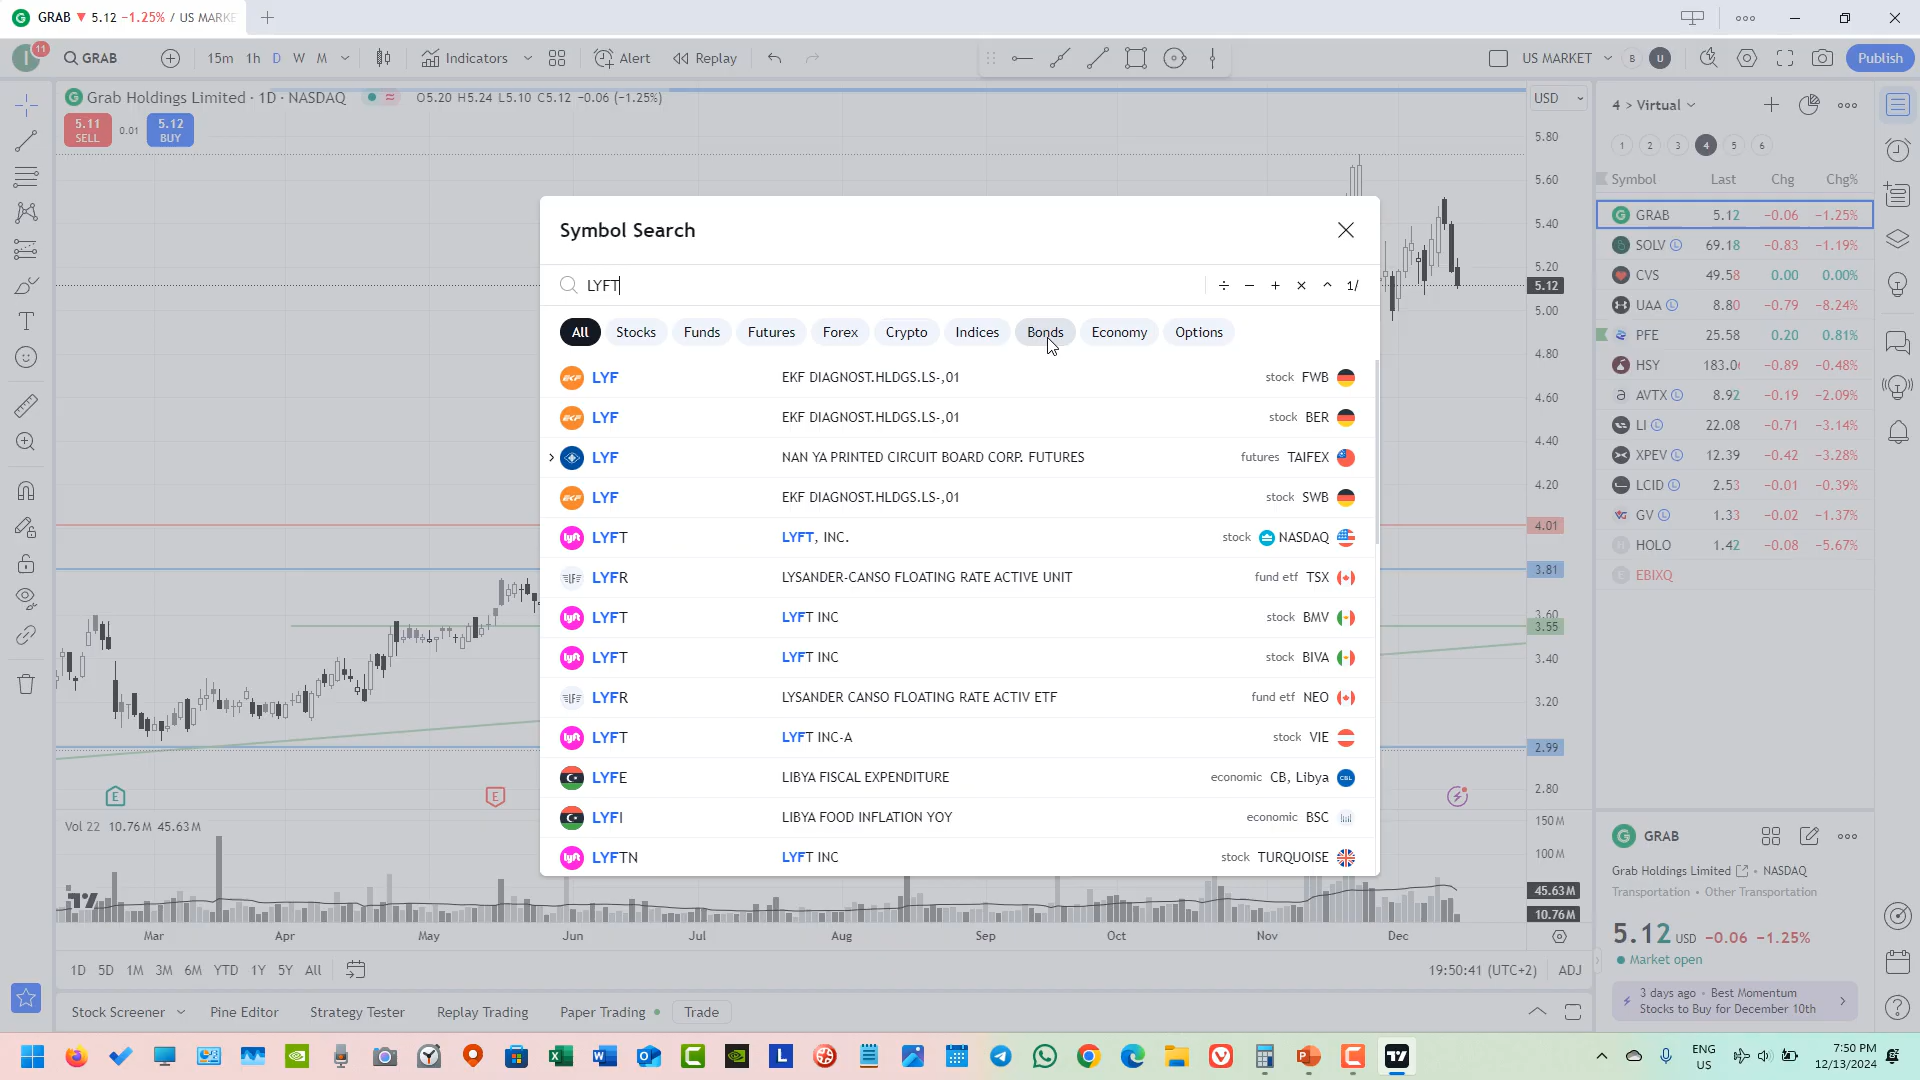 GRAB ▼ 5.12 −1.25% / US MARKE
11 GRAB 15m 1h D W M Indicators Alert Replay US MARKET B U Publish
Grab Holdings Limited · 1D · NASDAQ O5.20 H5.24 L5.10 C5.12 −0.06 (−1.25%)
5.11 SELL 0.01 5.12 BUY
USD
5.80
5.60
5.40
5.20
5.12
5.00
4.80
4.60
4.40
4.20
4.01
3.81
3.60
3.55
3.40
3.20
2.99
2.80
150 M
100 M
45.63 M
10.76 M
Symbol Search
LYFT ÷ − + × ^ 1/
All Stocks Funds Futures Forex Crypto Indices Bonds Economy Options
LYF EKF DIAGNOST.HLDGS.LS-,01 stock FWB
LYF EKF DIAGNOST.HLDGS.LS-,01 stock BER
LYF NAN YA PRINTED CIRCUIT BOARD CORP. FUTURES futures TAIFEX
LYF EKF DIAGNOST.HLDGS.LS-,01 stock SWB
LYFT LYFT, INC. stock NASDAQ
LYFR LYSANDER-CANSO FLOATING RATE ACTIVE UNIT fund etf TSX
LYFT LYFT INC stock BMV
LYFT LYFT INC stock BIVA
LYFR LYSANDER CANSO FLOATING RATE ACTIV ETF fund etf NEO
LYFT LYFT INC-A stock VIE
LYFE LIBYA FISCAL EXPENDITURE economic CB, Libya
LYFI LIBYA FOOD INFLATION YOY economic BSC
LYFTN LYFT INC stock TURQUOISE
E E
Vol 22 10.76 M 45.63 M
Mar Apr May Jun Jul Aug Sep Oct Nov Dec
1D 5D 1M 3M 6M YTD 1Y 5Y All 19:50:41 (UTC+2) ADJ
Stock Screener Pine Editor Strategy Tester Replay Trading Paper Trading Trade
4 > Virtual
1 2 3 4 5 6
Symbol Last Chg Chg%
GRAB 5.12 −0.06 −1.25%
SOLV 69.18 −0.83 −1.19%
CVS 49.58 0.00 0.00%
UAA 8.80 −0.79 −8.24%
PFE 25.58 0.20 0.81%
HSY 183.0 −0.89 −0.48%
AVTX 8.92 −0.19 −2.09%
LI 22.08 −0.71 −3.14%
XPEV 12.39 −0.42 −3.28%
LCID 2.53 −0.01 −0.39%
GV 1.33 −0.02 −1.37%
HOLO 1.42 −0.08 −5.67%
EBIXQ
GRAB
Grab Holdings Limited • NASDAQ
Transportation • Other Transportation
5.12 USD −0.06 −1.25%
Market open
3 days ago • Best Momentum
Stocks to Buy for December 10th
ENG
US
7:50 PM
12/13/2024